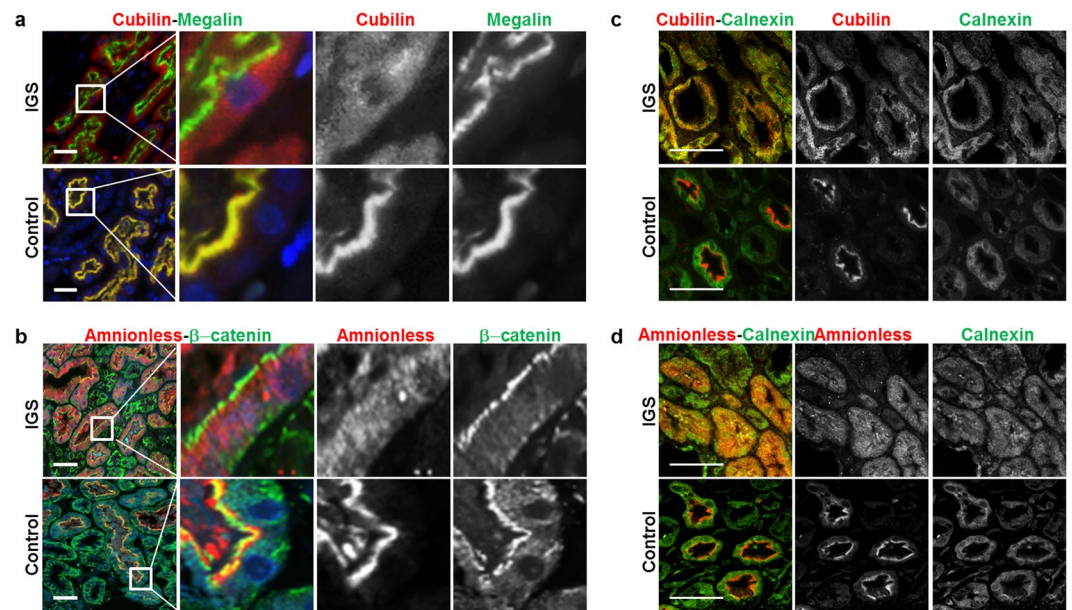 a
Cubilin-Megalin Cubilin Megalin
IGS
Control
b
Amnionless-β–catenin Amnionless β–catenin
IGS
Control
c
Cubilin-Calnexin Cubilin Calnexin
IGS
Control
d
Amnionless-Calnexin Amnionless Calnexin
IGS
Control